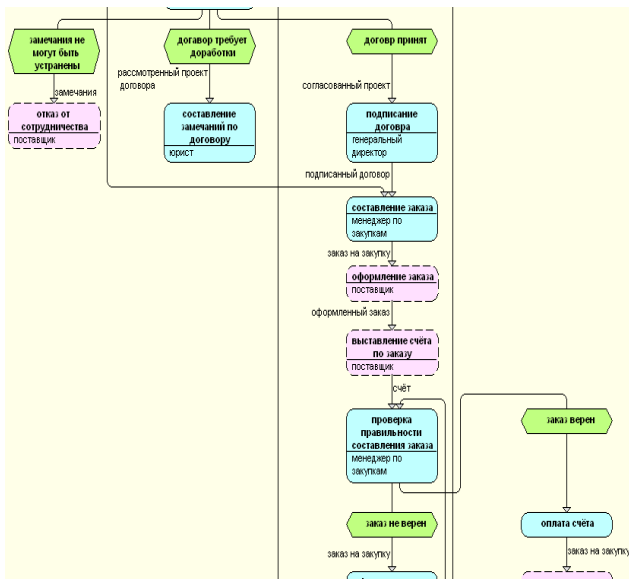 замечания не
могут быть
устранены
догавор требует
доработки
договр принят
замечания
рассмотренный проект
договора
согласованный проект
отказ от
сотрудничества
поставщик
составление
замечаний по
договору
юрист
подписание
договра
генеральный
директор
подписанный договор
составление заказа
менеджер по
закупкам
заказ на закупку
оформление заказа
поставщик
оформленный заказ
выставление счёта
по заказу
поставщик
счёт
проверка
правильности
составления заказа
менеджер по
закупкам
заказ верен
заказ не верен
оплата счёта
заказ на закупку
заказ на закупку